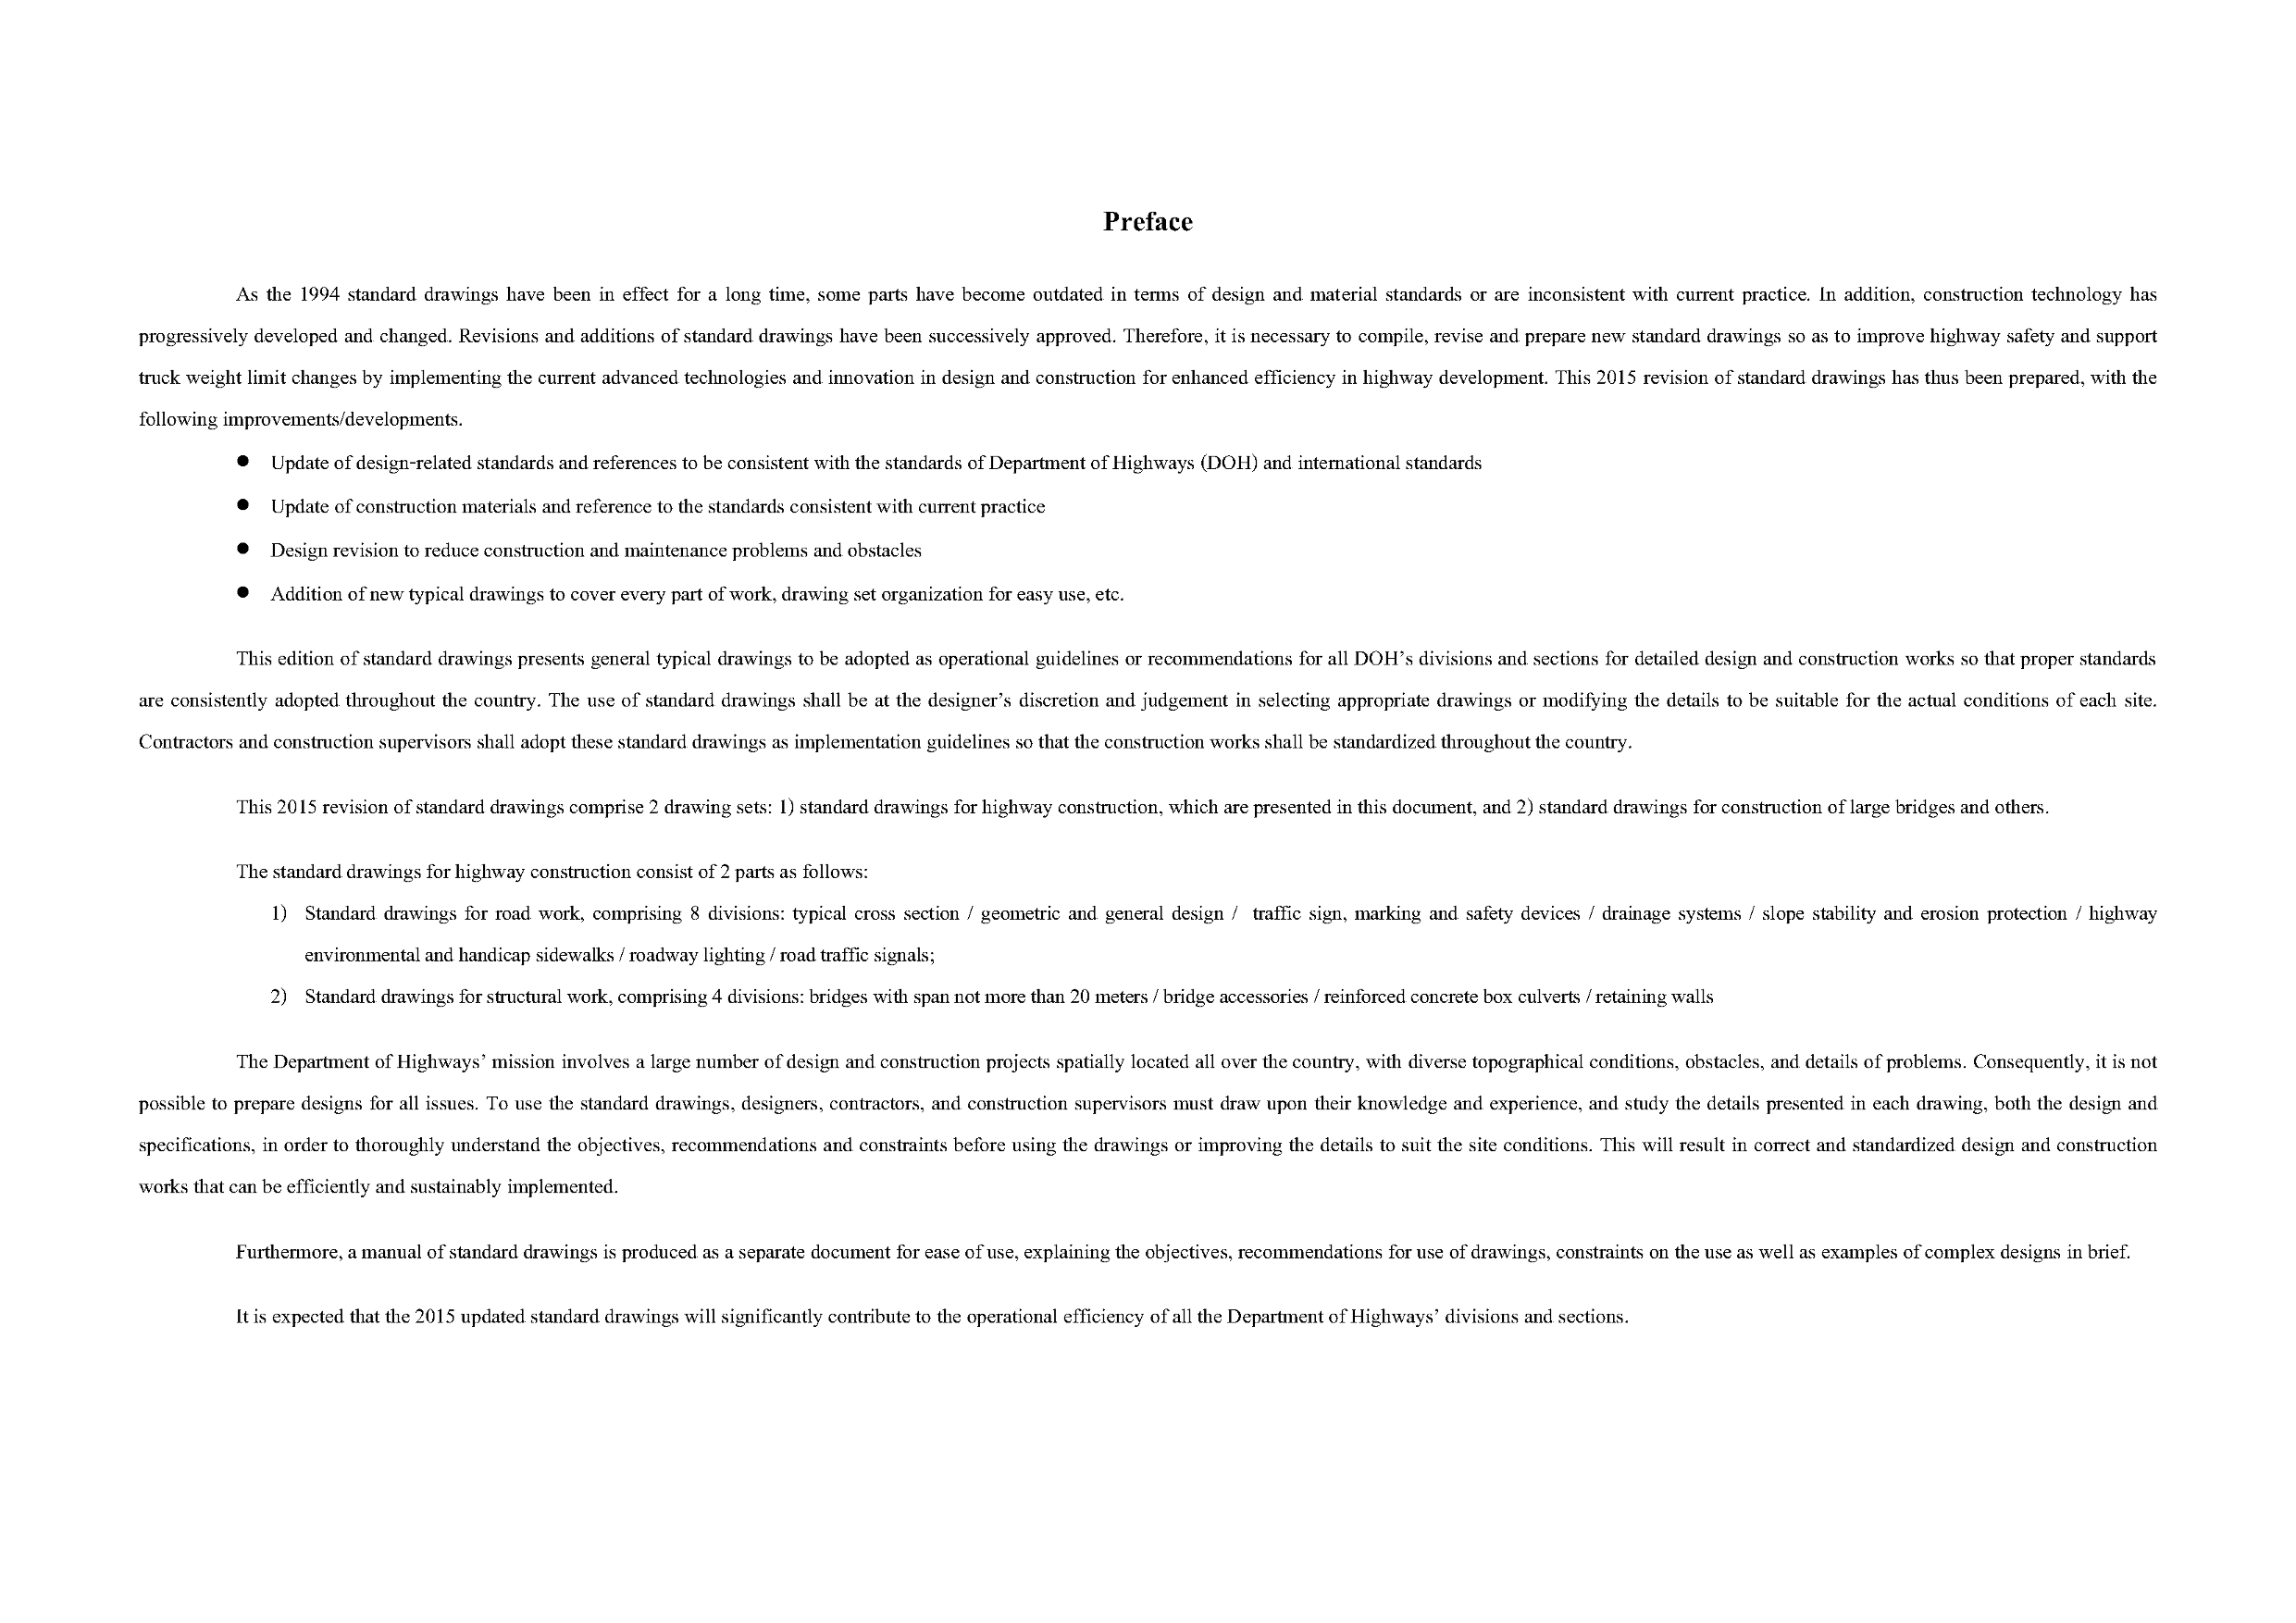 Preface
As the 1994 standard drawings have been in effect for a long time, some parts have become outdated in terms of design and material standards or are inconsistent with current practice. In addition, construction technology has
progressively developed and changed. Revisions and additions of standard drawings have been successively approved. Therefore, it is necessary to compile, revise and prepare new standard drawings so as to improve highway safety and support
truck weight limit changes by implementing the current advanced technologies and innovation in design and construction for enhanced efficiency in highway development. This 2015 revision of standard drawings has thus been prepared, with the
following improvements/developments.
● Update of design-related standards and references to be consistent with the standards of Department of Highways (DOH) and international standards
● Update of construction materials and reference to the standards consistent with current practice
● Design revision to reduce construction and maintenance problems and obstacles
● Addition of new typical drawings to cover every part of work, drawing set organization for easy use, etc.
This edition of standard drawings presents general typical drawings to be adopted as operational guidelines or recommendations for all DOH’s divisions and sections for detailed design and construction works so that proper standards
are consistently adopted throughout the country. The use of standard drawings shall be at the designer’s discretion and judgement in selecting appropriate drawings or modifying the details to be suitable for the actual conditions of each site.
Contractors and construction supervisors shall adopt these standard drawings as implementation guidelines so that the construction works shall be standardized throughout the country.
This 2015 revision of standard drawings comprise 2 drawing sets: 1) standard drawings for highway construction, which are presented in this document, and 2) standard drawings for construction of large bridges and others.
The standard drawings for highway construction consist of 2 parts as follows:
1) Standard drawings for road work, comprising 8 divisions: typical cross section / geometric and general design / traffic sign, marking and safety devices / drainage systems / slope stability and erosion protection / highway
environmental and handicap sidewalks / roadway lighting / road traffic signals;
2) Standard drawings for structural work, comprising 4 divisions: bridges with span not more than 20 meters / bridge accessories / reinforced concrete box culverts / retaining walls
The Department of Highways’ mission involves a large number of design and construction projects spatially located all over the country, with diverse topographical conditions, obstacles, and details of problems. Consequently, it is not
possible to prepare designs for all issues. To use the standard drawings, designers, contractors, and construction supervisors must draw upon their knowledge and experience, and study the details presented in each drawing, both the design and
specifications, in order to thoroughly understand the objectives, recommendations and constraints before using the drawings or improving the details to suit the site conditions. This will result in correct and standardized design and construction
works that can be efficiently and sustainably implemented.
Furthermore, a manual of standard drawings is produced as a separate document for ease of use, explaining the objectives, recommendations for use of drawings, constraints on the use as well as examples of complex designs in brief.
It is expected that the 2015 updated standard drawings will significantly contribute to the operational efficiency of all the Department of Highways’ divisions and sections.